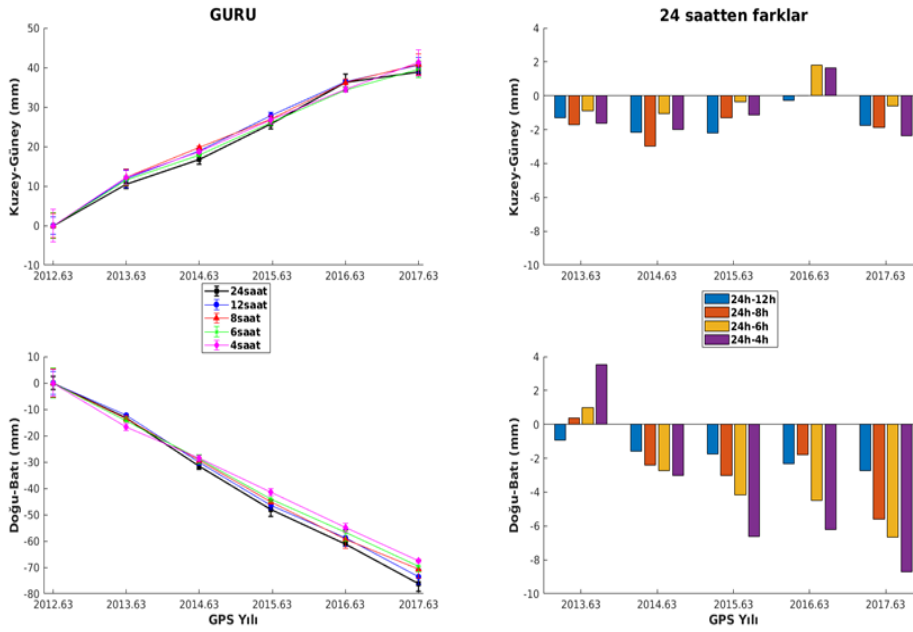 GURU
Kuzey-Güney (mm)
50
40
30
20
10
0
-10
2012.63 2013.63 2014.63 2015.63 2016.63 2017.63
24 saatten farklar
Kuzey-Güney (mm)
4
2
0
-2
-4
-6
-8
-10
2013.63 2014.63 2015.63 2016.63 2017.63
24saat
12saat
8saat
6saat
4saat
24h-12h
24h-8h
24h-6h
24h-4h
Doğu-Batı (mm)
10
0
-10
-20
-30
-40
-50
-60
-70
-80
2012.63 2013.63 2014.63 2015.63 2016.63 2017.63
GPS Yılı
Doğu-Batı (mm)
4
2
0
-2
-4
-6
-8
-10
2013.63 2014.63 2015.63 2016.63 2017.63
GPS Yılı